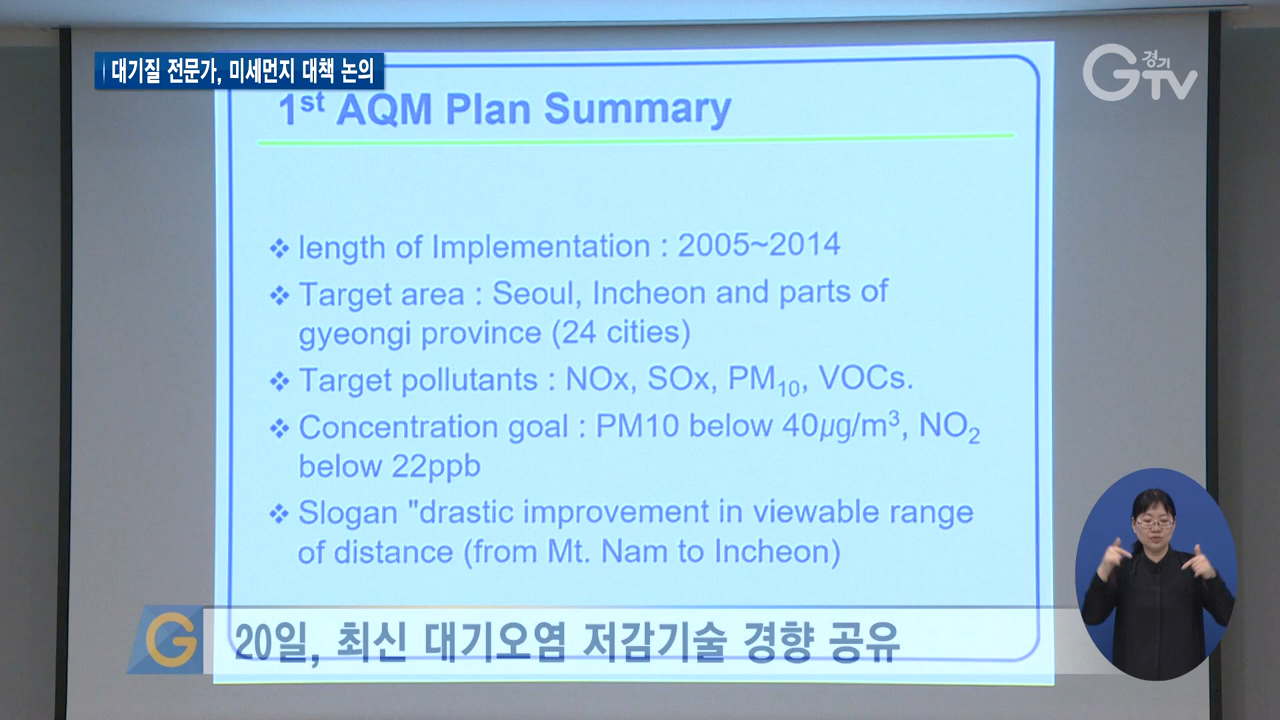 대기질 전문가, 미세먼지 대책 논의
경기
GTV
1st AQM Plan Summary
❖ length of Implementation : 2005~2014
❖ Target area : Seoul, Incheon and parts of
gyeongi province (24 cities)
❖ Target pollutants : NOx, SOx, PM10, VOCs.
❖ Concentration goal : PM10 below 40µg/m³, NO2
below 22ppb
❖ Slogan "drastic improvement in viewable range
of distance (from Mt. Nam to Incheon)
G
20일, 최신 대기오염 저감기술 경향 공유